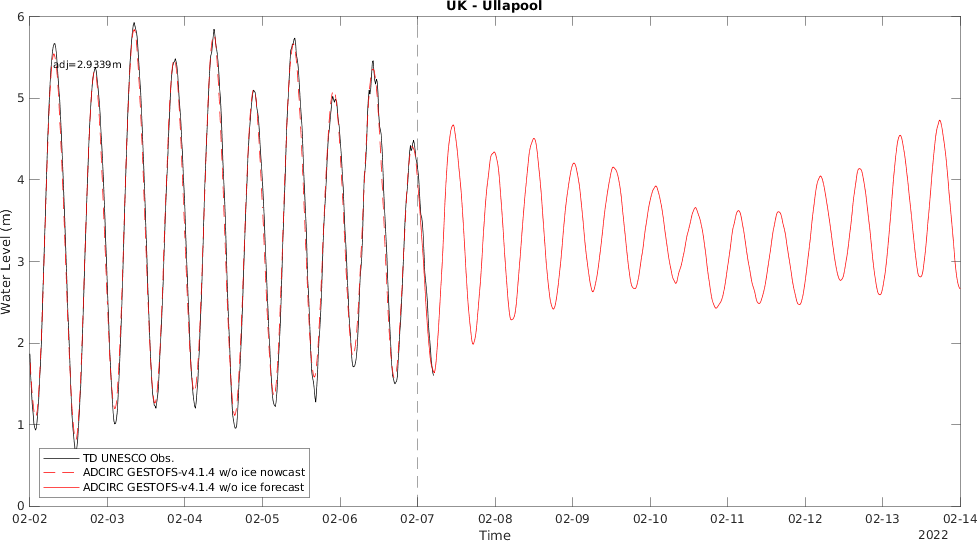 UK - Ullapool
6
adj=2.9339m
5
4
3
2
1
0
Water Level (m)
TD UNESCO Obs.
ADCIRC GESTOFS-v4.1.4 w/o ice nowcast
ADCIRC GESTOFS-v4.1.4 w/o ice forecast
02-02 02-03 02-04 02-05 02-06 02-07 02-08 02-09 02-10 02-11 02-12 02-13 02-14
Time
2022